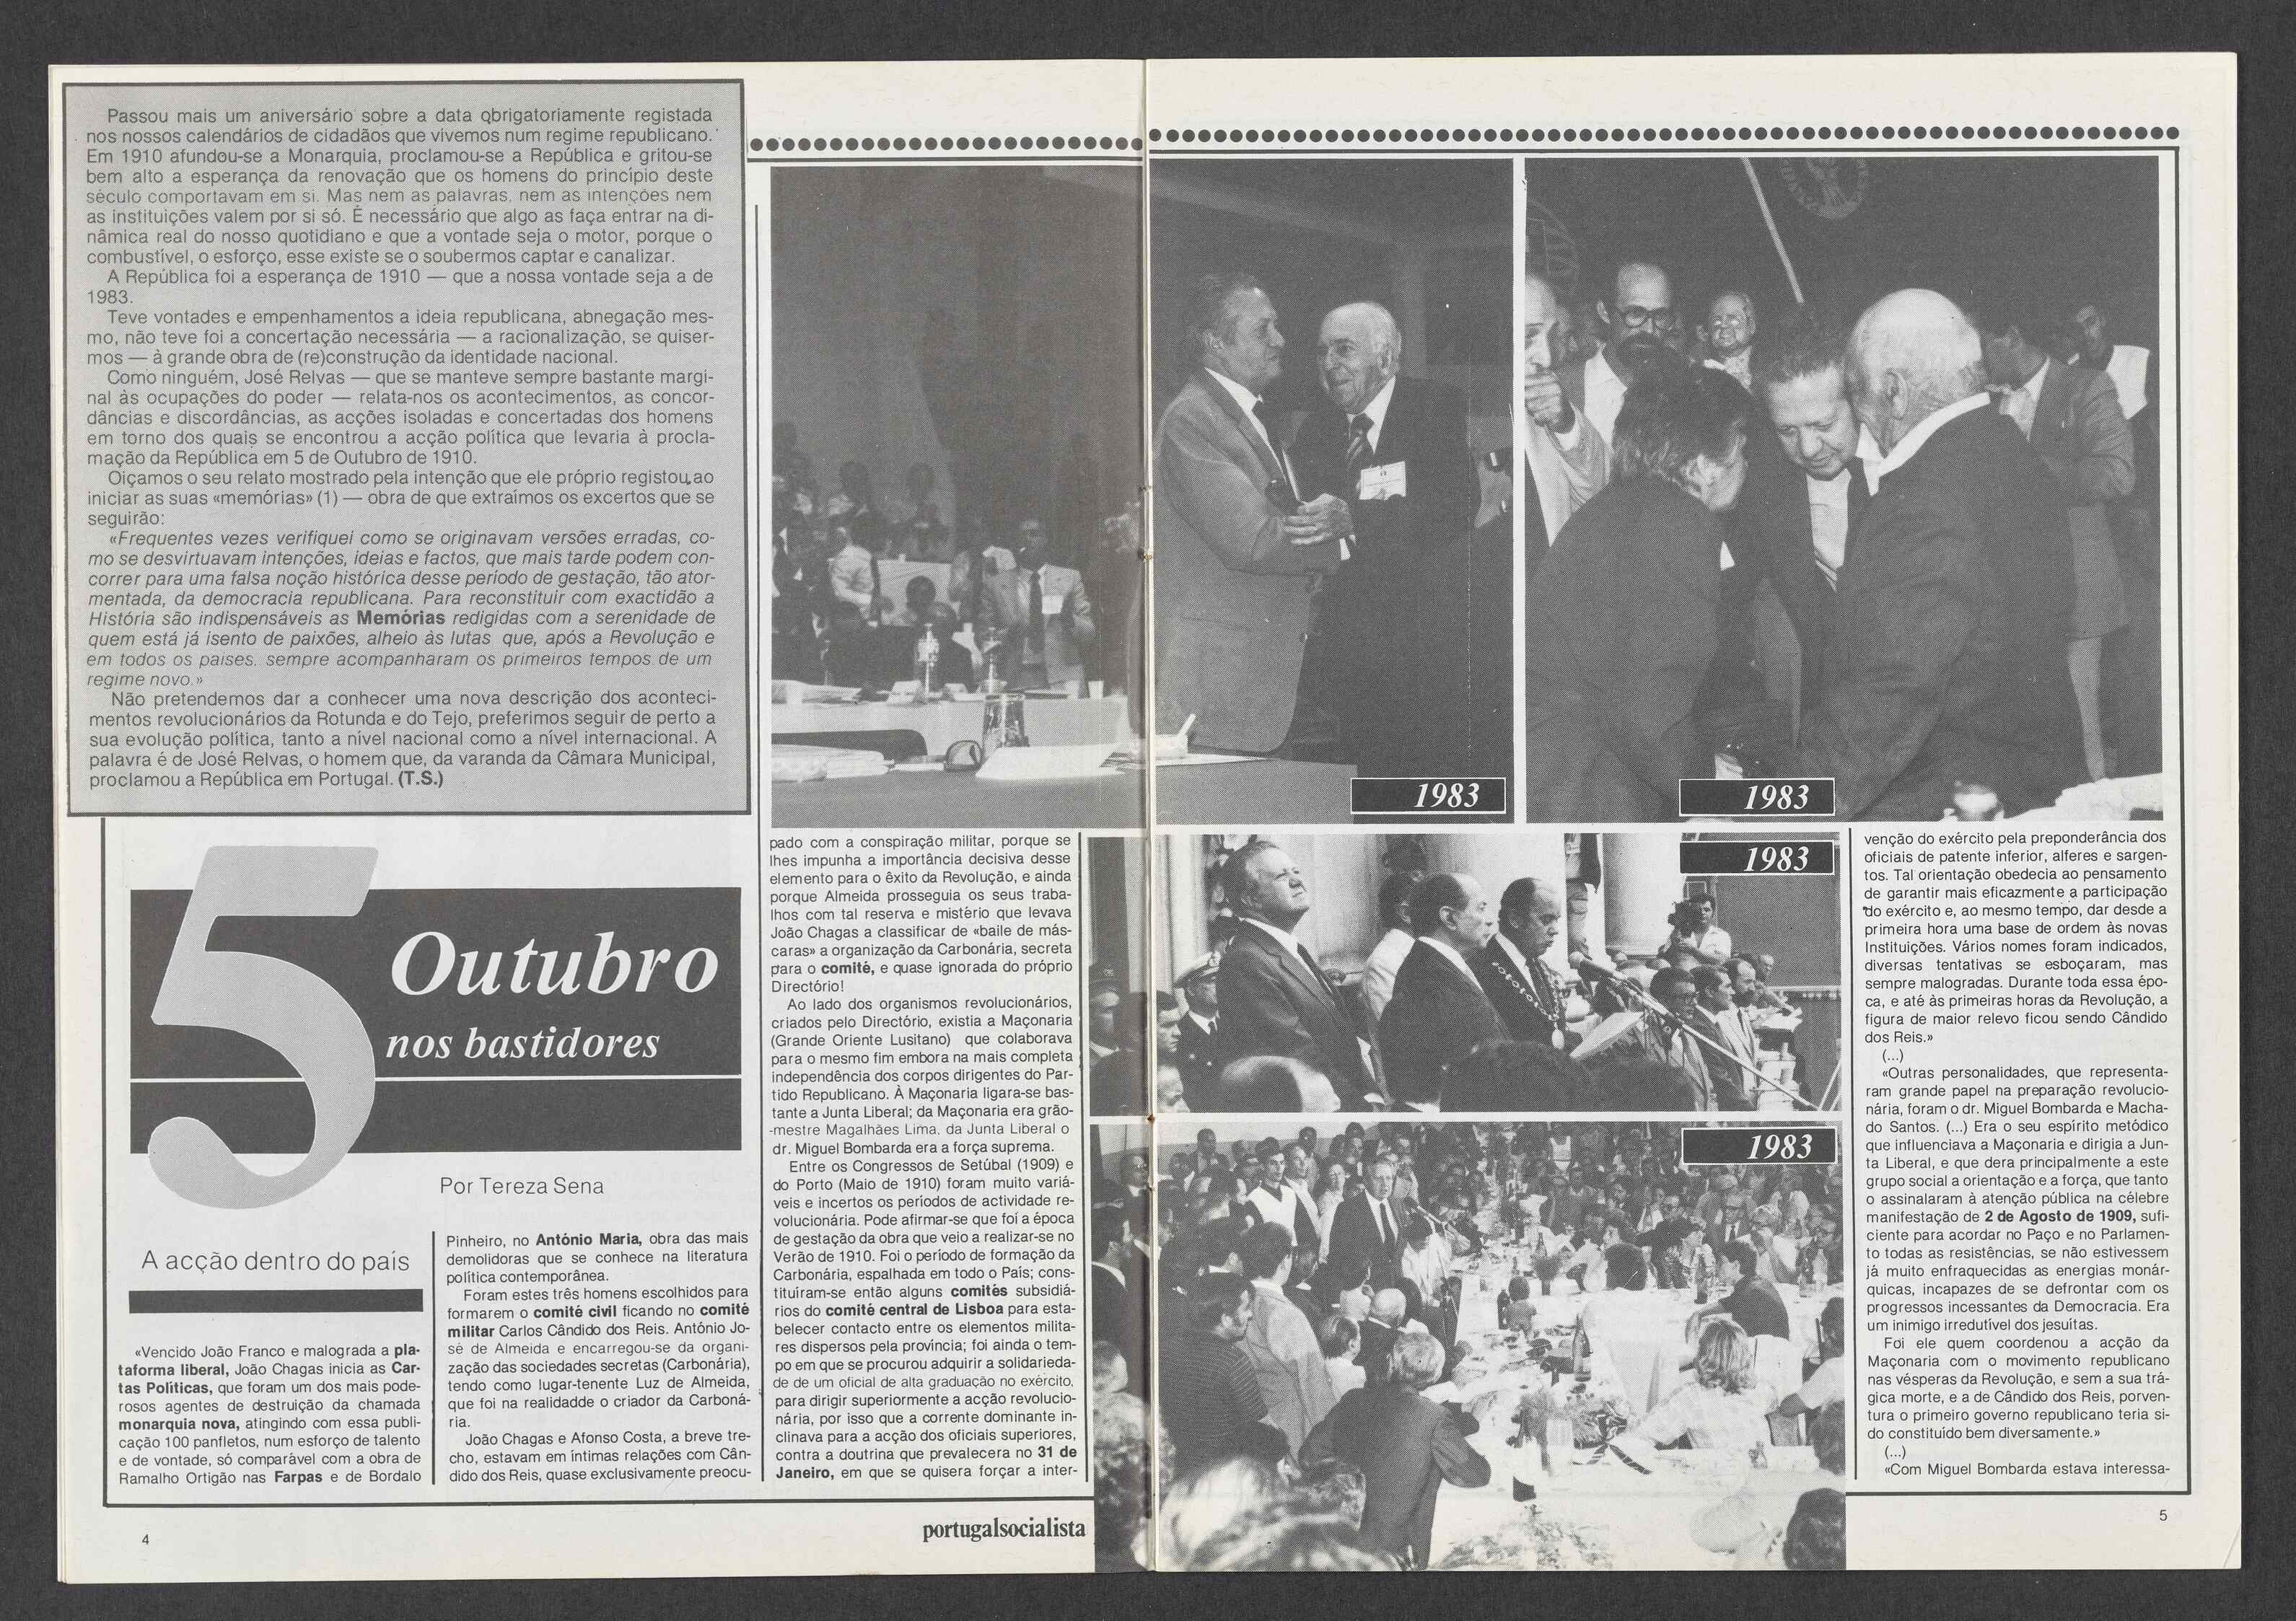 Passou mais um aniversário sobre a data obrigatoriamente registada
nos nossos calendários de cidadãos que vivemos num regime republicano.
Em 1910 afundou-se a Monarquia, proclamou-se a República e gritou-se
bem alto a esperança da renovação que os homens do princípio deste
século comportavam em si. Mas nem as palavras, nem as intenções nem
as instituições valem por si só. É necessário que algo as faça entrar na di-
nâmica real do nosso quotidiano e que a vontade seja o motor, porque o
combustível, o esforço, esse existe se o soubermos captar e canalizar.
A República foi a esperança de 1910 — que a nossa vontade seja a de
1983.
Teve vontades e empenhamentos a ideia republicana, abnegação mes-
mo, não teve foi a concertação necessária — a racionalização, se quiser-
mos — à grande obra de (re)construção da identidade nacional.
Como ninguém, José Relvas — que se manteve sempre bastante margi-
nal às ocupações do poder — relata-nos os acontecimentos, as concor-
dâncias e discordâncias, as acções isoladas e concertadas dos homens
em torno dos quais se encontrou a acção política que levaria à procla-
mação da República em 5 de Outubro de 1910.
Oiçamos o seu relato mostrado pela intenção que ele próprio registou ao
iniciar as suas «memórias» (1) — obra de que extraímos os excertos que se
seguirão:
«Frequentes vezes verifiquei como se originavam versões erradas, co-
mo se desvirtuavam intenções, ideias e factos, que mais tarde podem con-
correr para uma falsa noção histórica desse período de gestação, tão ator-
mentada, da democracia republicana. Para reconstituir com exactidão a
História são indispensáveis as Memórias redigidas com a serenidade de
quem está já isento de paixões, alheio às lutas que, após a Revolução e
em todos os países, sempre acompanharam os primeiros tempos de um
regime novo.»
Não pretendemos dar a conhecer uma nova descrição dos aconteci-
mentos revolucionários da Rotunda e do Tejo, preferimos seguir de perto a
sua evolução política, tanto a nível nacional como a nível internacional. A
palavra é de José Relvas, o homem que, da varanda da Câmara Municipal,
proclamou a República em Portugal. (T.S.)
5
Outubro
nos bastidores
Por Tereza Sena
A acção dentro do país
«Vencido João Franco e malograda a pla-
taforma liberal, João Chagas inicia as Car-
tas Políticas, que foram um dos mais pode-
rosos agentes de destruição da chamada
monarquia nova, atingindo com essa publi-
cação 100 panfletos, num esforço de talento
e de vontade, só comparável com a obra de
Ramalho Ortigão nas Farpas e de Bordalo
Pinheiro, no António Maria, obra das mais
demolidoras que se conhece na literatura
política contemporânea.
Foram estes três homens escolhidos para
formarem o comité civil ficando no comité
militar Carlos Cândido dos Reis. António Jo-
sé de Almeida e encarregou-se da organi-
zação das sociedades secretas (Carbonária),
tendo como lugar-tenente Luz de Almeida,
que foi na realidadde o criador da Carboná-
ria.
João Chagas e Afonso Costa, a breve tre-
cho, estavam em íntimas relações com Cân-
dido dos Reis, quase exclusivamente preocu-
pado com a conspiração militar, porque se
lhes impunha a importância decisiva desse
elemento para o êxito da Revolução, e ainda
porque Almeida prosseguia os seus traba-
lhos com tal reserva e mistério que levava
João Chagas a classificar de «baile de más-
caras» a organização da Carbonária, secreta
para o comité, e quase ignorada do próprio
Directório!
Ao lado dos organismos revolucionários,
criados pelo Directório, existia a Maçonaria
(Grande Oriente Lusitano) que colaborava
para o mesmo fim embora na mais completa
independência dos corpos dirigentes do Par-
tido Republicano. À Maçonaria ligara-se bas-
tante a Junta Liberal; da Maçonaria era grão-
-mestre Magalhães Lima, da Junta Liberal o
dr. Miguel Bombarda era a força suprema.
Entre os Congressos de Setúbal (1909) e
do Porto (Maio de 1910) foram muito variá-
veis e incertos os períodos de actividade re-
volucionária. Pode afirmar-se que foi a época
de gestação da obra que veio a realizar-se no
Verão de 1910. Foi o período de formação da
Carbonária, espalhada em todo o País; cons-
tituíram-se então alguns comités subsidiá-
rios do comité central de Lisboa para esta-
belecer contacto entre os elementos milita-
res dispersos pela província; foi ainda o tem-
po em que se procurou adquirir a solidarieda-
de de um oficial de alta graduação no exército,
para dirigir superiormente a acção revolucio-
nária, por isso que a corrente dominante in-
clinava para a acção dos oficiais superiores,
contra a doutrina que prevalecera no 31 de
Janeiro, em que se quisera forçar a inter-
4
portugalsocialista
1983
1983
1983
1983
venção do exército pela preponderância dos
oficiais de patente inferior, alferes e sargen-
tos. Tal orientação obedecia ao pensamento
de garantir mais eficazmente a participação
do exército e, ao mesmo tempo, dar desde a
primeira hora uma base de ordem às novas
Instituições. Vários nomes foram indicados,
diversas tentativas se esboçaram, mas
sempre malogradas. Durante toda essa épo-
ca, e até às primeiras horas da Revolução, a
figura de maior relevo ficou sendo Cândido
dos Reis.»
(...)
«Outras personalidades, que representa-
ram grande papel na preparação revolucio-
nária, foram o dr. Miguel Bombarda e Macha-
do Santos. (...) Era o seu espírito metódico
que influenciava a Maçonaria e dirigia a Jun-
ta Liberal, e que dera principalmente a este
grupo social a orientação e a força, que tanto
o assinalaram à atenção pública na célebre
manifestação de 2 de Agosto de 1909, sufi-
ciente para acordar no Paço e no Parlamen-
to todas as resistências, se não estivessem
já muito enfraquecidas as energias monár-
quicas, incapazes de se defrontar com os
progressos incessantes da Democracia. Era
um inimigo irredutível dos jesuítas.
Foi ele quem coordenou a acção da
Maçonaria com o movimento republicano
nas vésperas da Revolução, e sem a sua trá-
gica morte, e a de Cândido dos Reis, porven-
tura o primeiro governo republicano teria si-
do constituído bem diversamente.»
(...)
«Com Miguel Bombarda estava interessa-
5